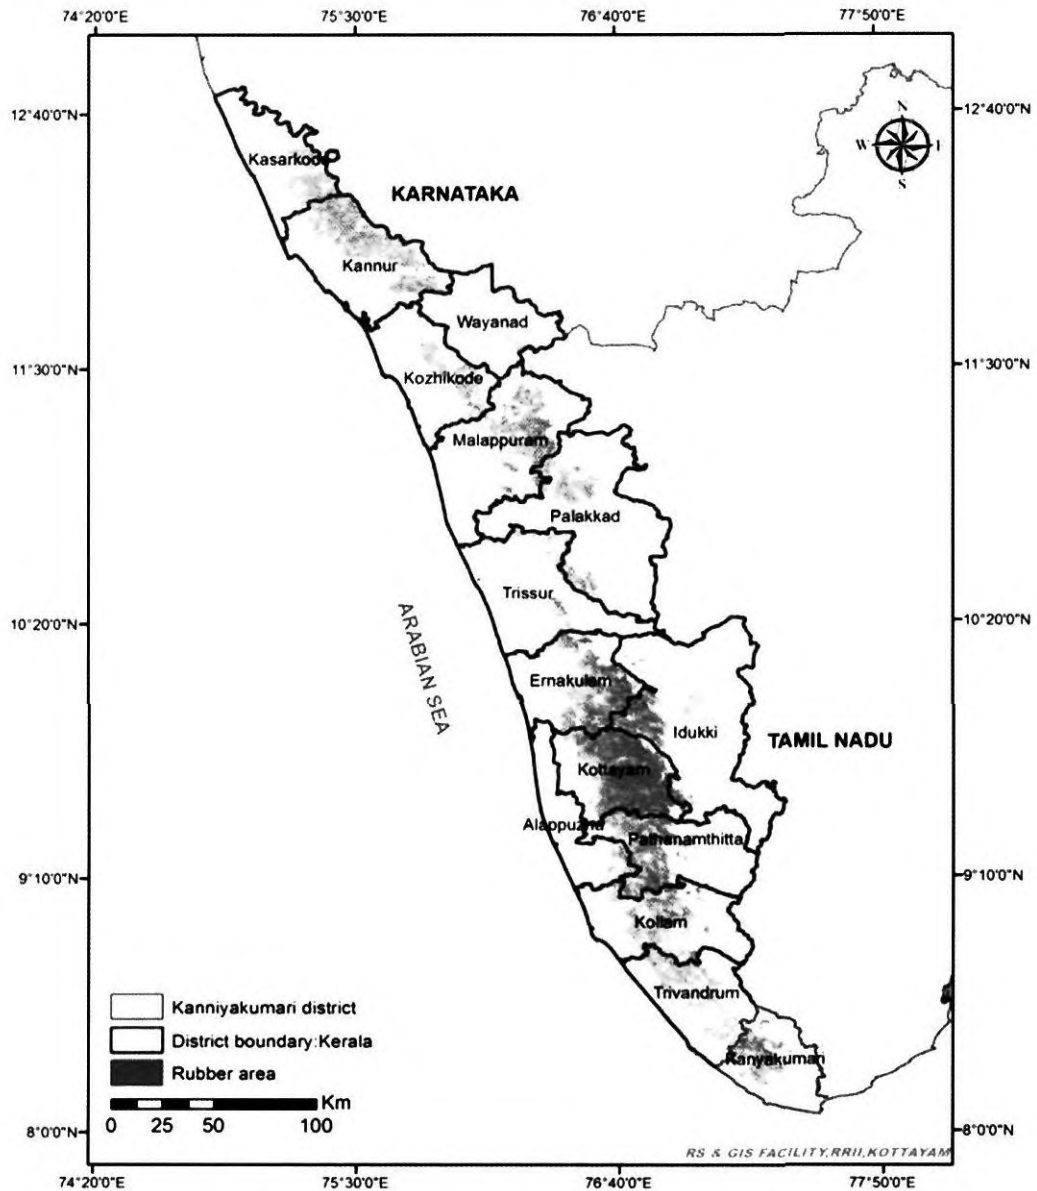 74°20'0"E 75°30'0"E 76°40'0"E 77°50'0"E
12°40'0"N 12°40'0"N
N
W E
S
Kasarkode
KARNATAKA
Kannur
Wayanad
11°30'0"N 11°30'0"N
Kozhikode
Malappuram
Palakkad
Trissur
10°20'0"N 10°20'0"N
ARABIAN SEA
Ernakulam
Idukki
TAMIL NADU
Kottayam
Alappuzha
Pathanamthitta
9°10'0"N 9°10'0"N
Kollam
Trivandrum
Kanyakumari
Kanniyakumari district
District boundary:Kerala
Rubber area
Km
0 25 50 100
8°0'0"N 8°0'0"N
RS & GIS FACILITY,RRII,KOTTAYAM
74°20'0"E 75°30'0"E 76°40'0"E 77°50'0"E